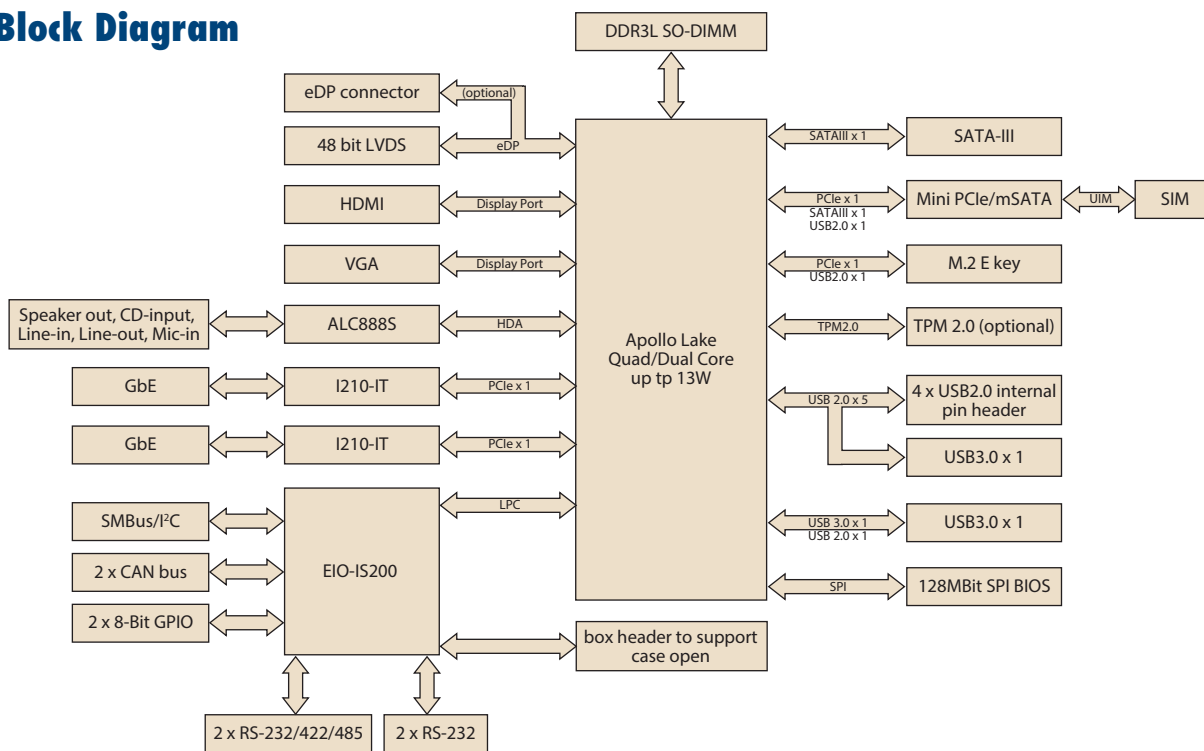 Block Diagram
DDR3L SO-DIMM
eDP connector
(optional)
48 bit LVDS
eDP
HDMI
Display Port
VGA
Display Port
Speaker out, CD-input,
Line-in, Line-out, Mic-in
ALC888S
HDA
GbE
I210-IT
PCIe x 1
GbE
I210-IT
PCIe x 1
SMBus/I²C
2 x CAN bus
2 x 8-Bit GPIO
EIO-IS200
LPC
box header to support
case open
2 x RS-232/422/485
2 x RS-232
Apollo Lake
Quad/Dual Core
up tp 13W
SATAIII x 1
SATA-III
PCIe x 1
SATAIII x 1
USB2.0 x 1
Mini PCIe/mSATA
UIM
SIM
PCIe x 1
USB2.0 x 1
M.2 E key
TPM2.0
TPM 2.0 (optional)
USB 2.0 x 5
4 x USB2.0 internal
pin header
USB3.0 x 1
USB 3.0 x 1
USB 2.0 x 1
USB3.0 x 1
SPI
128MBit SPI BIOS